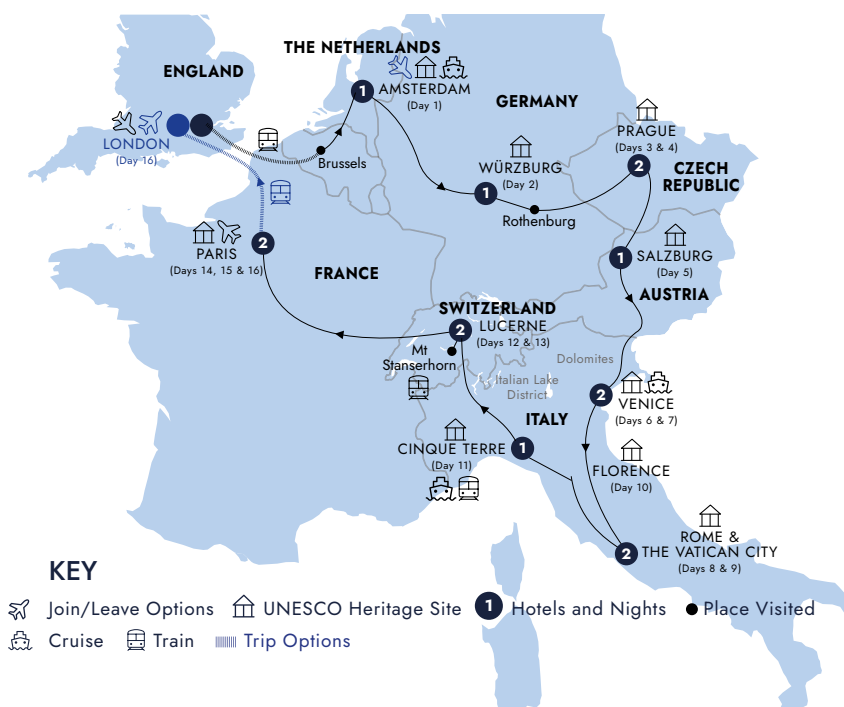 THE NETHERLANDS
ENGLAND
1
AMSTERDAM
(Day 1)
GERMANY
LONDON
(Day 16)
Brussels
PRAGUE
(Days 3 & 4)
2
CZECH
REPUBLIC
WÜRZBURG
(Day 2)
1
Rothenburg
2
PARIS
(Days 14, 15 & 16)
FRANCE
1
SALZBURG
(Day 5)
AUSTRIA
SWITZERLAND
2
LUCERNE
(Days 12 & 13)
Mt
Stanserhorn
Dolomites
Italian Lake
District
2
VENICE
(Days 6 & 7)
ITALY
CINQUE TERRE
(Day 11)
1
FLORENCE
(Day 10)
ROME &
2
THE VATICAN CITY
(Days 8 & 9)
KEY
Join/Leave Options
UNESCO Heritage Site
1
Hotels and Nights
Place Visited
Cruise
Train
Trip Options